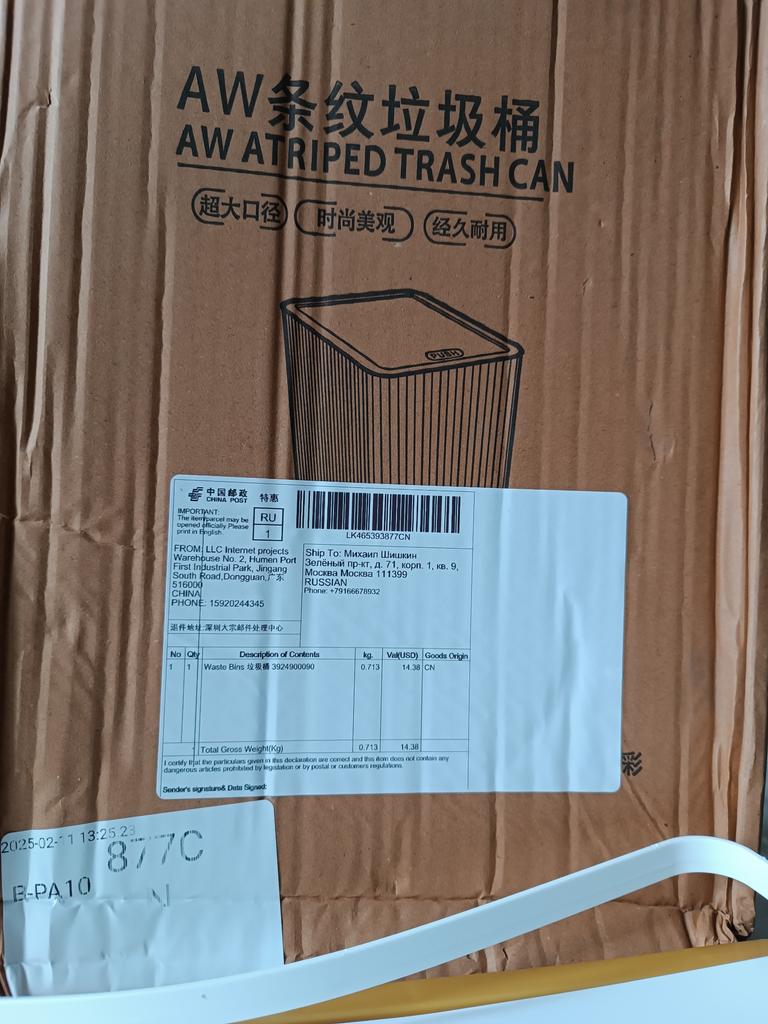 AW条纹垃圾桶
AW ATRIPED TRASH CAN
超大口径 时尚美观 经久耐用
PUSH
中国邮政
CHINA POST
特惠
IMPORTANT:
The item/parcel may be
opened officially Please
print in English.
RU
1
LK465393877CN
FROM: LLC Internet projects
Warehouse No. 2, Humen Port
First Industrial Park, Jingang
South Road,Dongguan,广东
516000
CHINA
PHONE: 15920244345
退件地址:深圳大宗邮件处理中心
Ship To: Михаил Шишкин
Зелёный пр-кт, д. 71, корп. 1, кв. 9,
Москва Москва 111399
RUSSIAN
Phone: +79166678932
No Qty Description of Contents kg. Val(USD) Goods Origin
1 1 Waste Bins 垃圾桶 3924900090 0.713 14.38 CN
Total Gross Weight(Kg) 0.713 14.38
I certify that the particulars given in this declaration are correct and this item does not contain any
dangerous articles prohibited by legislation or by postal or customers regulations.
Sender's signature& Data Signed:
彩
2025-02-11 13:25:23
877C
B-PA10
N